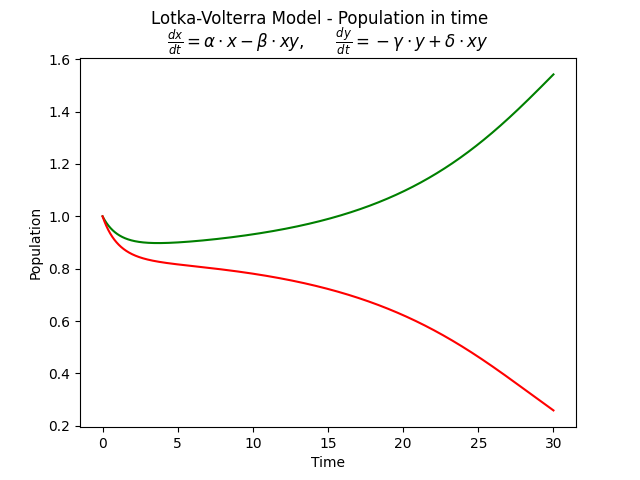 Lotka-Volterra Model - Population in time
dx/dt = α · x − β · xy,    dy/dt = −γ · y + δ · xy
1.6
1.4
1.2
1.0
0.8
0.6
0.4
0.2
Population
0 5 10 15 20 25 30
Time